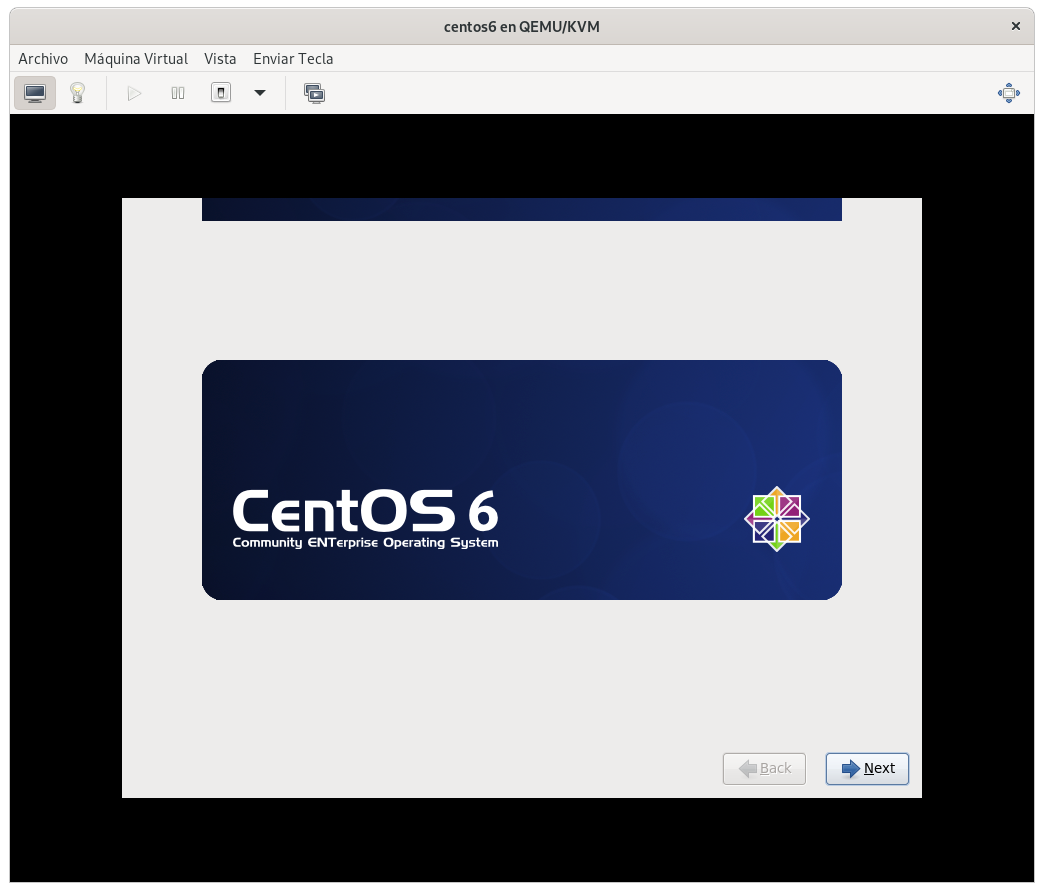 centos6 en QEMU/KVM
Archivo Máquina Virtual Vista Enviar Tecla
CentOS 6
Community ENTerprise Operating System
Back Next